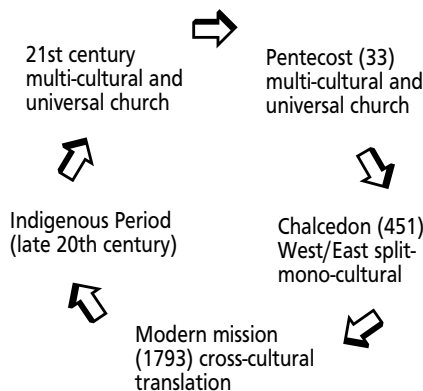 21st century
multi-cultural and
universal church
Pentecost (33)
multi-cultural and
universal church
Indigenous Period
(late 20th century)
Chalcedon (451)
West/East split-
mono-cultural
Modern mission
(1793) cross-cultural
translation